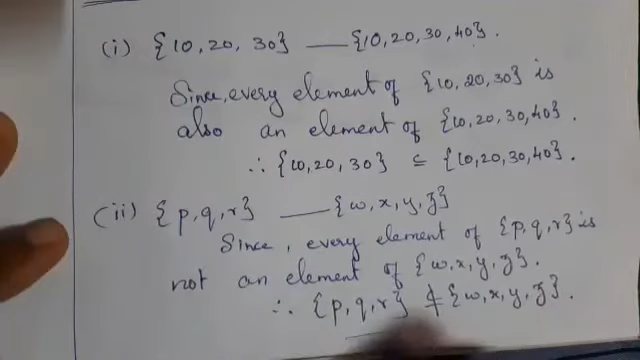 (i) {10, 20, 30} ___ {10, 20, 30, 40}.
Since, every element of {10, 20, 30} is
also an element of {10, 20, 30, 40}.
∴ {10, 20, 30} ⊆ {10, 20, 30, 40}.
(ii) {p, q, r} ___ {w, x, y, z}
Since, every element of {p, q, r} is
not an element of {w, x, y, z}.
∴ {p, q, r} ⊄ {w, x, y, z}.